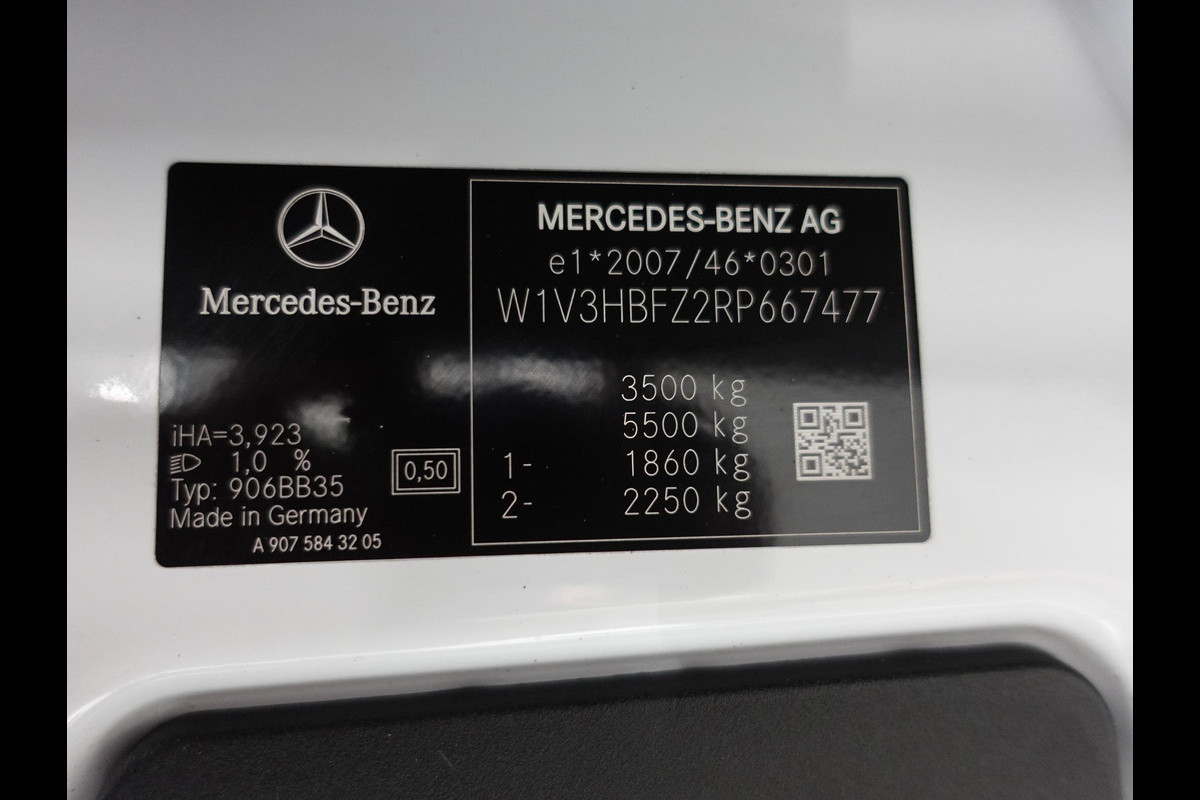 Mercedes-Benz
iHA=3,923
1,0 %
Typ: 906BB35
Made in Germany
A 907 584 32 05
0,50
MERCEDES-BENZ AG
e1*2007/46*0301
W1V3HBFZ2RP667477
3500 kg
5500 kg
1- 1860 kg
2- 2250 kg